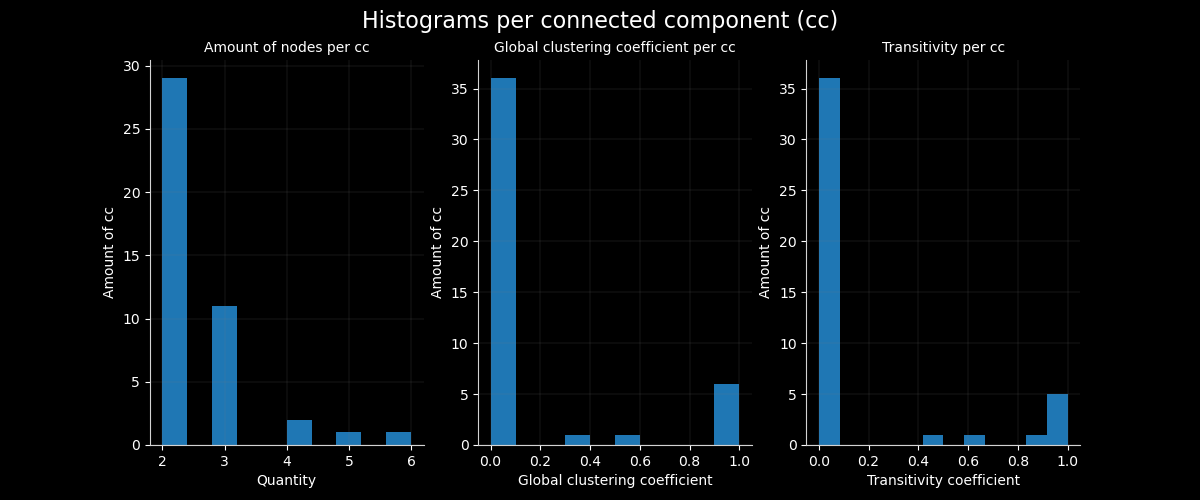 Histograms per connected component (cc)
Amount of nodes per cc
Amount of cc
30
25
20
15
10
5
0
2 3 4 5 6
Quantity
Global clustering coefficient per cc
Amount of cc
35
30
25
20
15
10
5
0
0.0 0.2 0.4 0.6 0.8 1.0
Global clustering coefficient
Transitivity per cc
Amount of cc
35
30
25
20
15
10
5
0
0.0 0.2 0.4 0.6 0.8 1.0
Transitivity coefficient